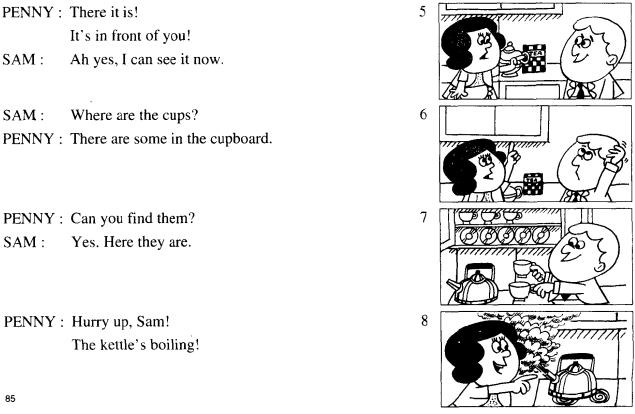 PENNY : There it is! 5
It's in front of you!
SAM : Ah yes, I can see it now.
TEA
SAM : Where are the cups? 6
PENNY : There are some in the cupboard.
TEA
PENNY : Can you find them? 7
SAM : Yes. Here they are.
PENNY : Hurry up, Sam! 8
The kettle's boiling!
85